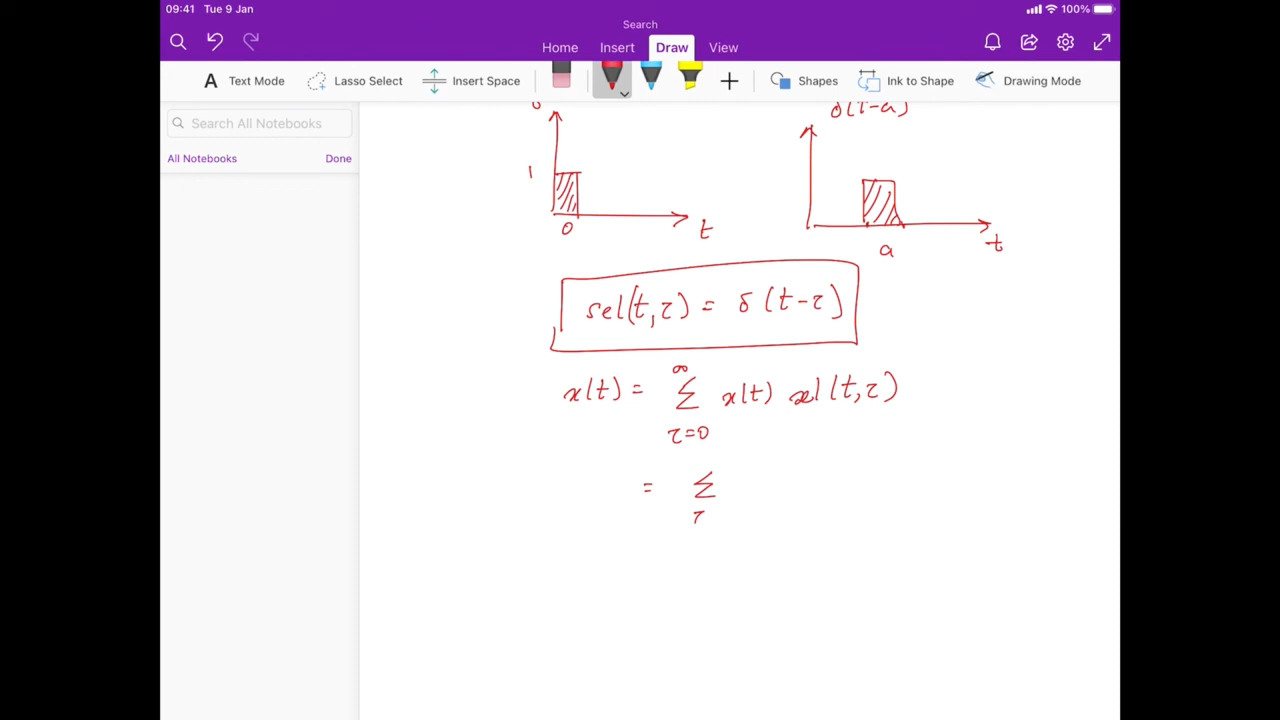 09:41 Tue 9 Jan 100%
Search
Home Insert Draw View
A Text Mode Lasso Select Insert Space Shapes Ink to Shape Drawing Mode
Search All Notebooks
All Notebooks Done
δ(t-a)
1
0 t
a t
sel(t,τ) = δ(t-τ)
∞
x(t) = Σ x(t) sel(t,τ)
τ=0
= Σ
τ